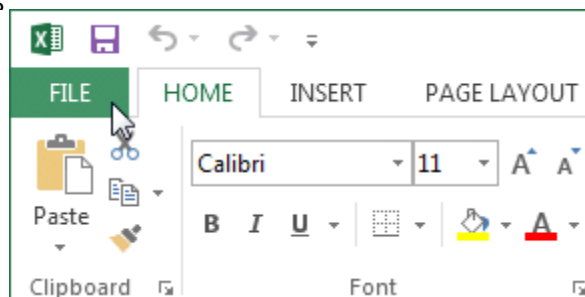 FILE HOME INSERT PAGE LAYOUT
Calibri 11 A A
Paste B I U A
Clipboard Font